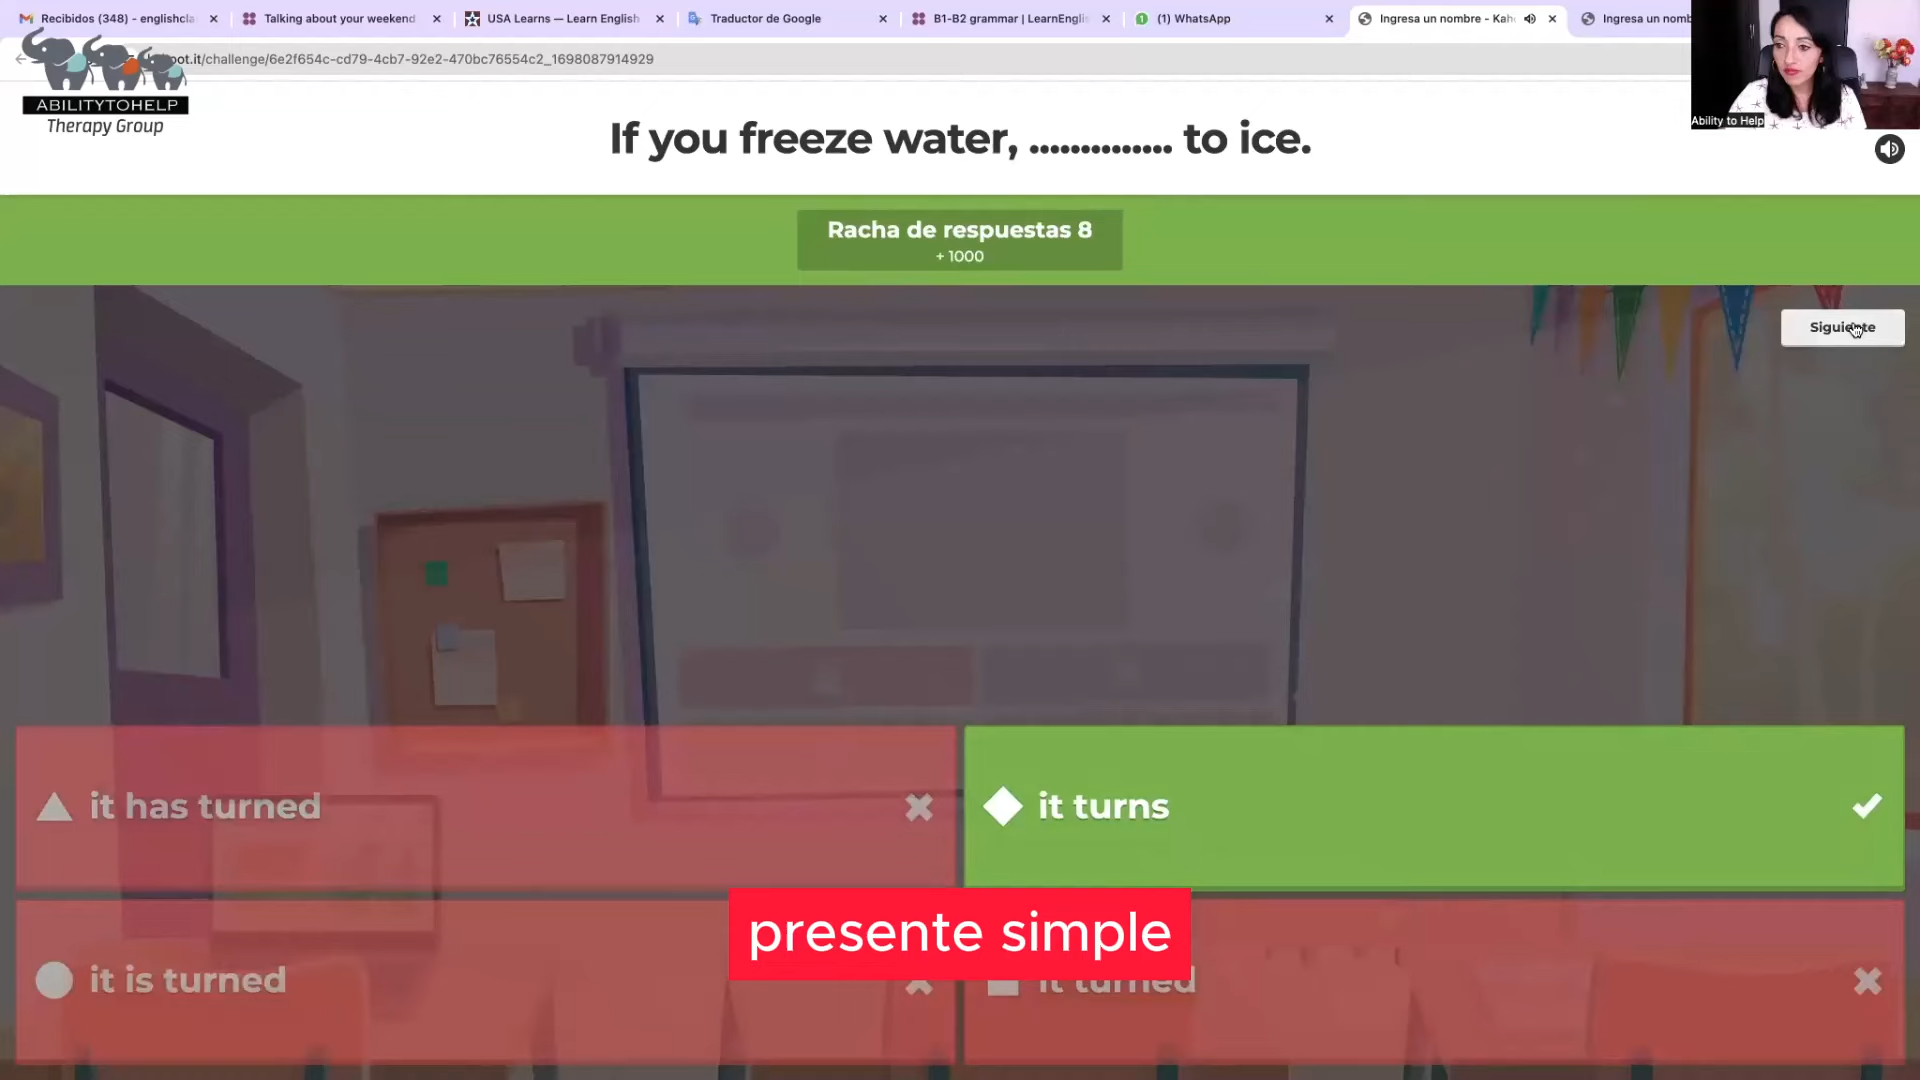 Recibidos (348) - englishcla
Talking about your weekend
USA Learns — Learn English
Traductor de Google
B1-B2 grammar | LearnEngli
(1) WhatsApp
Ingresa un nombre - Kah
Ingresa un nomb
oot.it/challenge/6e2f654c-cd79-4cb7-92e2-470bc76554c2_1698087914929
ABILITYTOHELP
Therapy Group
Ability to Help
If you freeze water, .............. to ice.
Racha de respuestas 8
+ 1000
Siguiente
it has turned
it turns
presente simple
it is turned
it turned